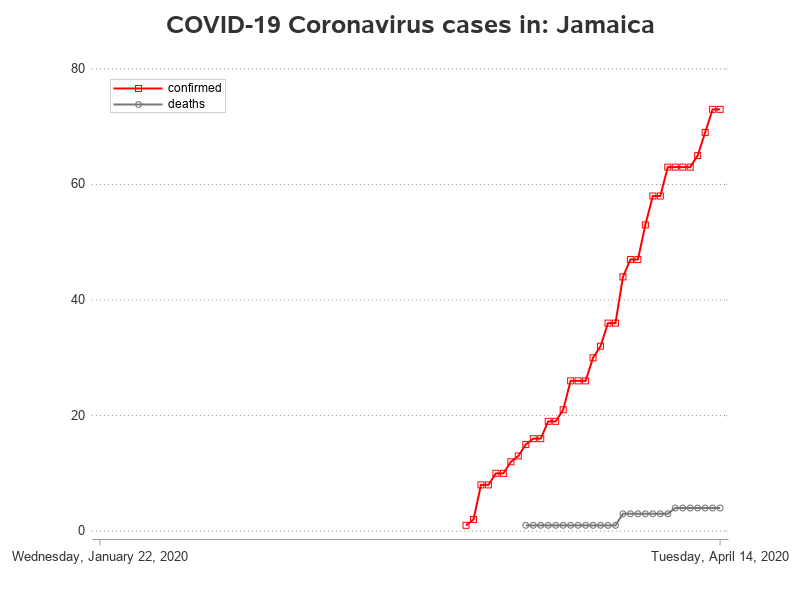 COVID-19 Coronavirus cases in: Jamaica
80
confirmed
deaths
60
40
20
0
Wednesday, January 22, 2020
Tuesday, April 14, 2020